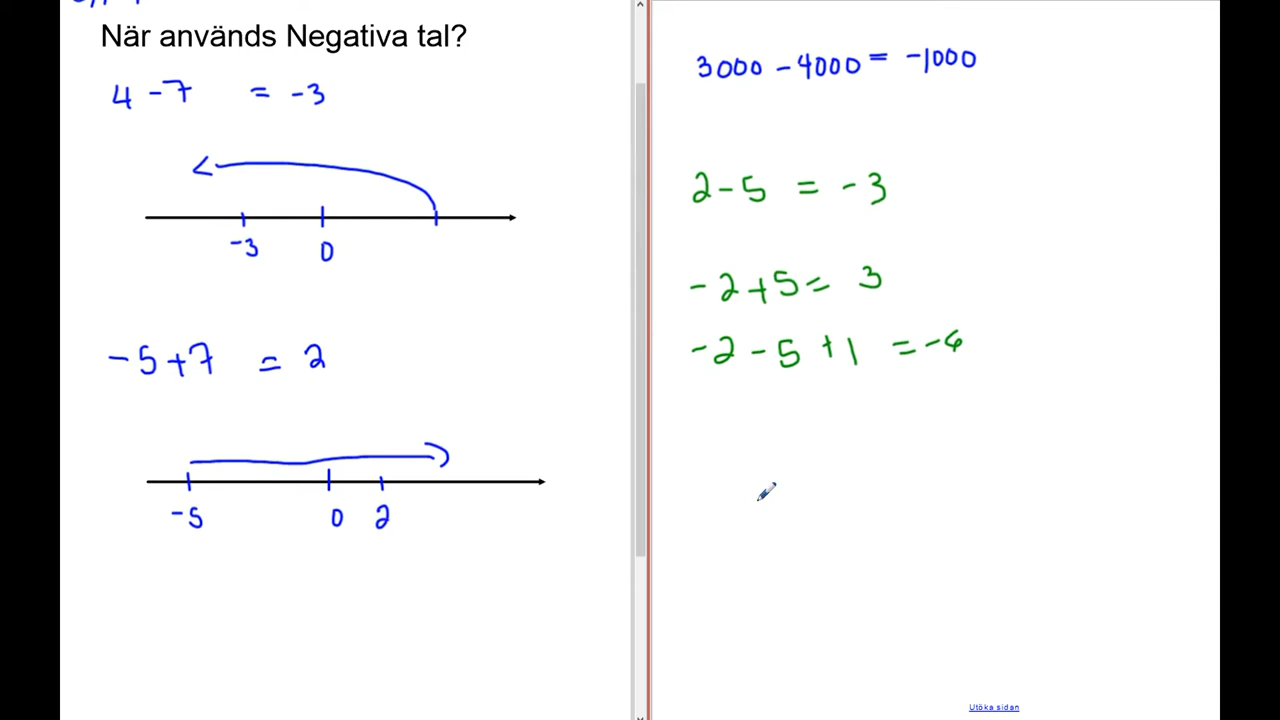 När används Negativa tal?
4 - 7 = -3
-3 0
-5 + 7 = 2
-5 0 2
3000 - 4000 = -1000
2 - 5 = -3
-2 + 5 = 3
-2 - 5 + 1 = -6
Utöka sidan